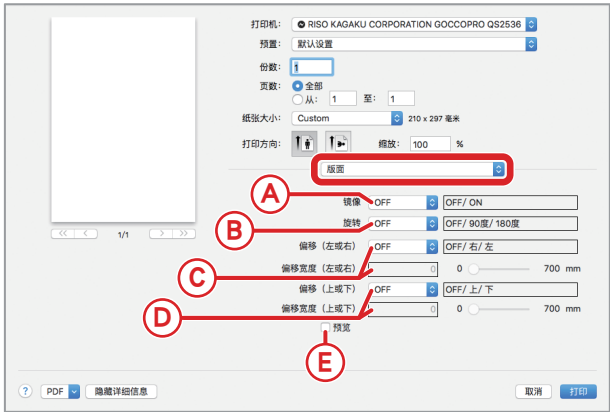 打印机: RISO KAGAKU CORPORATION GOCCOPRO QS2536
预置: 默认设置
份数: 1
页数: 全部
从: 1 至: 1
纸张大小: Custom 210 x 297 毫米
打印方向: 缩放: 100 %
版面
A
镜像 OFF OFF/ ON
B
旋转 OFF OFF/ 90度/ 180度
<< < 1/1 > >>
偏移（左或右） OFF OFF/ 右/ 左
C
偏移宽度（左或右） 0 0 700 mm
偏移（上或下） OFF OFF/ 上/ 下
D
偏移宽度（上或下） 0 0 700 mm
预览
E
? PDF 隐藏详细信息 取消 打印